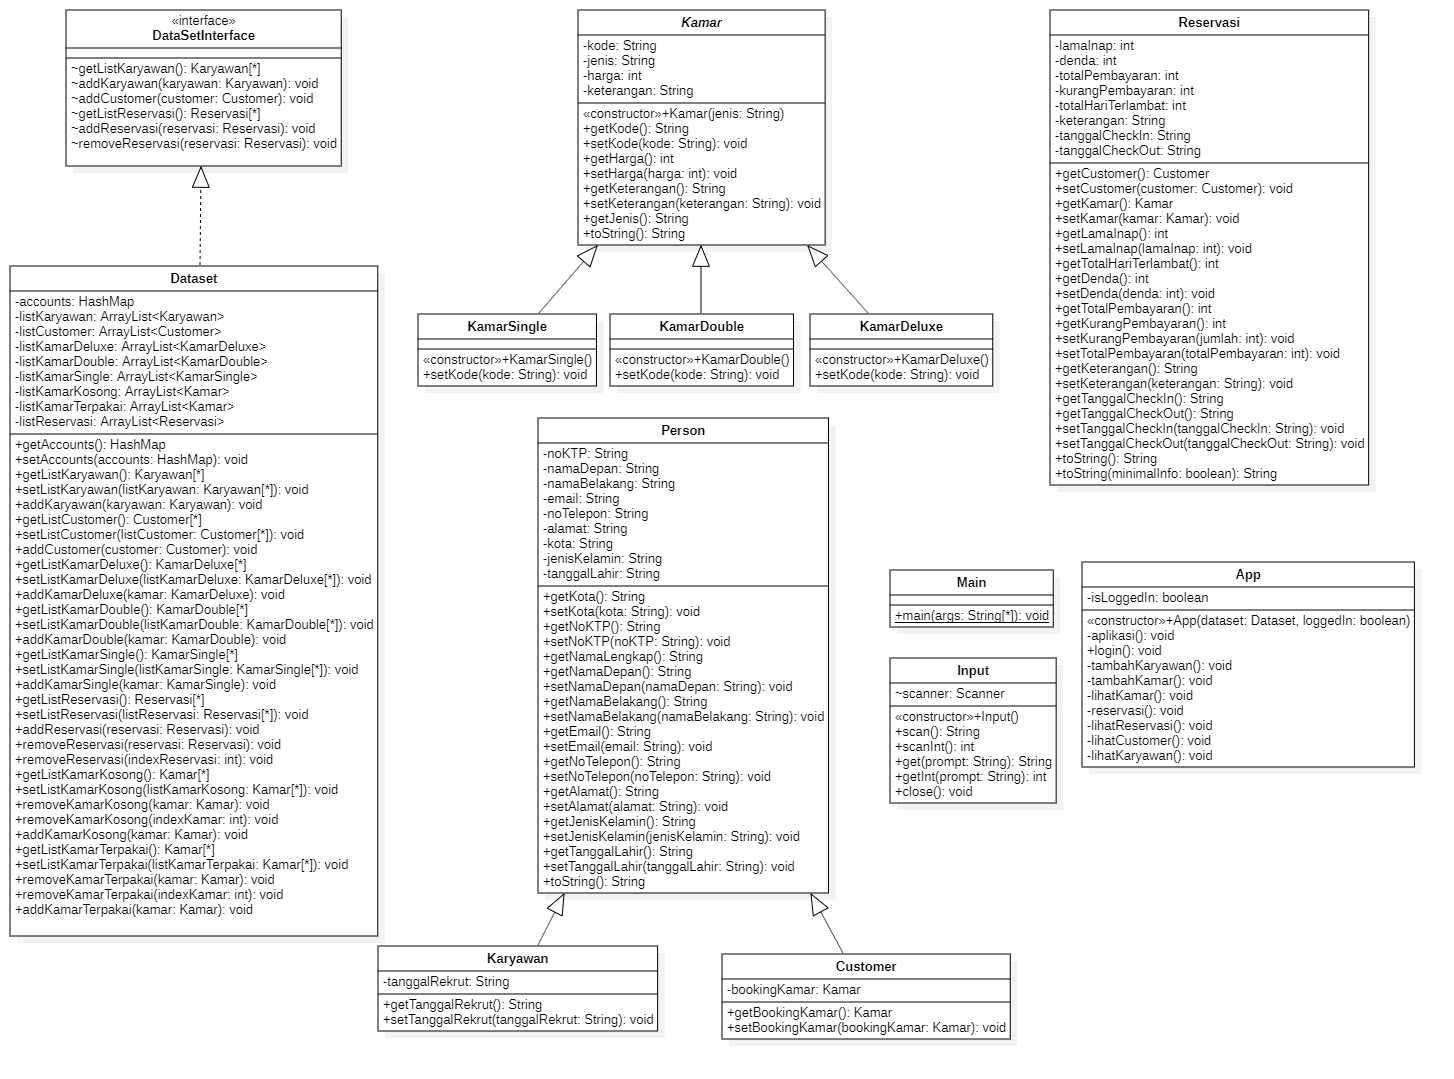 «interface»
DataSetInterface
~getListKaryawan(): Karyawan[*]
~addKaryawan(karyawan: Karyawan): void
~addCustomer(customer: Customer): void
~getListReservasi(): Reservasi[*]
~addReservasi(reservasi: Reservasi): void
~removeReservasi(reservasi: Reservasi): void
Kamar
-kode: String
-jenis: String
-harga: int
-keterangan: String
«constructor»+Kamar(jenis: String)
+getKode(): String
+setKode(kode: String): void
+getHarga(): int
+setHarga(harga: int): void
+getKeterangan(): String
+setKeterangan(keterangan: String): void
+getJenis(): String
+toString(): String
Reservasi
-lamaInap: int
-denda: int
-totalPembayaran: int
-kurangPembayaran: int
-totalHariTerlambat: int
-keterangan: String
-tanggalCheckIn: String
-tanggalCheckOut: String
+getCustomer(): Customer
+setCustomer(customer: Customer): void
+getKamar(): Kamar
+setKamar(kamar: Kamar): void
+getLamaInap(): int
+setLamaInap(lamaInap: int): void
+getTotalHariTerlambat(): int
+getDenda(): int
+setDenda(denda: int): void
+getTotalPembayaran(): int
+getKurangPembayaran(): int
+setKurangPembayaran(jumlah: int): void
+setTotalPembayaran(totalPembayaran: int): void
+getKeterangan(): String
+setKeterangan(keterangan: String): void
+getTanggalCheckIn(): String
+getTanggalCheckOut(): String
+setTanggalCheckIn(tanggalCheckIn: String): void
+setTanggalCheckOut(tanggalCheckOut: String): void
+toString(): String
+toString(minimalInfo: boolean): String
Dataset
-accounts: HashMap
-listKaryawan: ArrayList<Karyawan>
-listCustomer: ArrayList<Customer>
-listKamarDeluxe: ArrayList<KamarDeluxe>
-listKamarDouble: ArrayList<KamarDouble>
-listKamarSingle: ArrayList<KamarSingle>
-listKamarKosong: ArrayList<Kamar>
-listKamarTerpakai: ArrayList<Kamar>
-listReservasi: ArrayList<Reservasi>
+getAccounts(): HashMap
+setAccounts(accounts: HashMap): void
+getListKaryawan(): Karyawan[*]
+setListKaryawan(listKaryawan: Karyawan[*]): void
+addKaryawan(karyawan: Karyawan): void
+getListCustomer(): Customer[*]
+setListCustomer(listCustomer: Customer[*]): void
+addCustomer(customer: Customer): void
+getListKamarDeluxe(): KamarDeluxe[*]
+setListKamarDeluxe(listKamarDeluxe: KamarDeluxe[*]): void
+addKamarDeluxe(kamar: KamarDeluxe): void
+getListKamarDouble(): KamarDouble[*]
+setListKamarDouble(listKamarDouble: KamarDouble[*]): void
+addKamarDouble(kamar: KamarDouble): void
+getListKamarSingle(): KamarSingle[*]
+setListKamarSingle(listKamarSingle: KamarSingle[*]): void
+addKamarSingle(kamar: KamarSingle): void
+getListReservasi(): Reservasi[*]
+setListReservasi(listReservasi: Reservasi[*]): void
+addReservasi(reservasi: Reservasi): void
+removeReservasi(reservasi: Reservasi): void
+removeReservasi(indexReservasi: int): void
+getListKamarKosong(): Kamar[*]
+setListKamarKosong(listKamarKosong: Kamar[*]): void
+removeKamarKosong(kamar: Kamar): void
+removeKamarKosong(indexKamar: int): void
+addKamarKosong(kamar: Kamar): void
+getListKamarTerpakai(): Kamar[*]
+setListKamarTerpakai(listKamarTerpakai: Kamar[*]): void
+removeKamarTerpakai(kamar: Kamar): void
+removeKamarTerpakai(indexKamar: int): void
+addKamarTerpakai(kamar: Kamar): void
KamarSingle
«constructor»+KamarSingle()
+setKode(kode: String): void
KamarDouble
«constructor»+KamarDouble()
+setKode(kode: String): void
KamarDeluxe
«constructor»+KamarDeluxe()
+setKode(kode: String): void
Person
-noKTP: String
-namaDepan: String
-namaBelakang: String
-email: String
-noTelepon: String
-alamat: String
-kota: String
-jenisKelamin: String
-tanggalLahir: String
+getKota(): String
+setKota(kota: String): void
+getNoKTP(): String
+setNoKTP(noKTP: String): void
+getNamaLengkap(): String
+getNamaDepan(): String
+setNamaDepan(namaDepan: String): void
+getNamaBelakang(): String
+setNamaBelakang(namaBelakang: String): void
+getEmail(): String
+setEmail(email: String): void
+getNoTelepon(): String
+setNoTelepon(noTelepon: String): void
+getAlamat(): String
+setAlamat(alamat: String): void
+getJenisKelamin(): String
+setJenisKelamin(jenisKelamin: String): void
+getTanggalLahir(): String
+setTanggalLahir(tanggalLahir: String): void
+toString(): String
Main
+main(args: String[*]): void
Input
~scanner: Scanner
«constructor»+Input()
+scan(): String
+scanInt(): int
+get(prompt: String): String
+getInt(prompt: String): int
+close(): void
App
-isLoggedIn: boolean
«constructor»+App(dataset: Dataset, loggedIn: boolean)
-aplikasi(): void
+login(): void
-tambahKaryawan(): void
-tambahKamar(): void
-lihatKamar(): void
-reservasi(): void
-lihatReservasi(): void
-lihatCustomer(): void
-lihatKaryawan(): void
Karyawan
-tanggalRekrut: String
+getTanggalRekrut(): String
+setTanggalRekrut(tanggalRekrut: String): void
Customer
-bookingKamar: Kamar
+getBookingKamar(): Kamar
+setBookingKamar(bookingKamar: Kamar): void